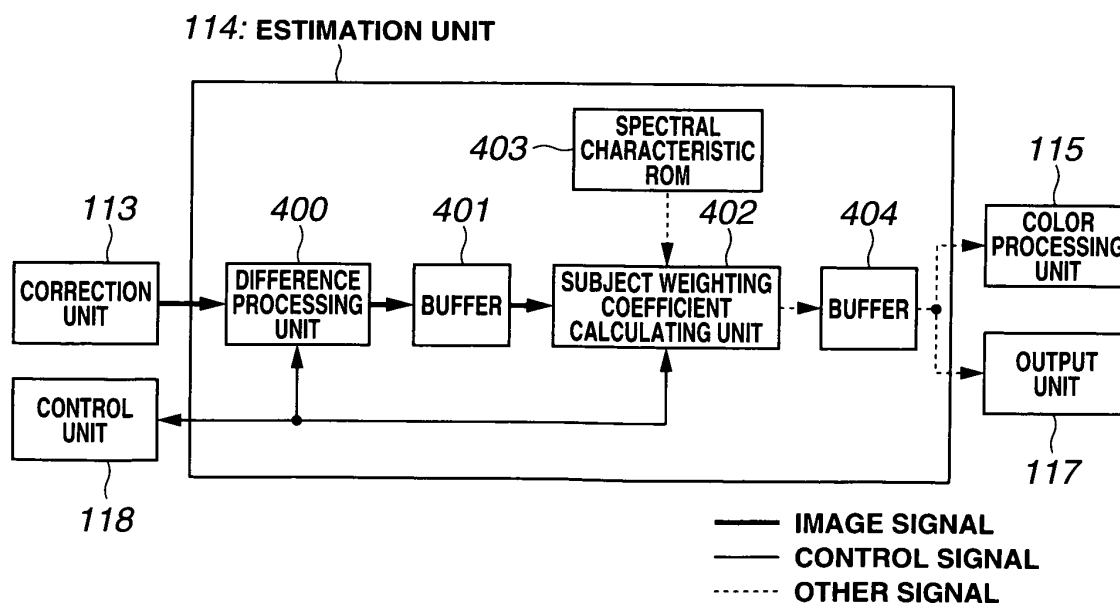 114: ESTIMATION UNIT
403
SPECTRAL
CHARACTERISTIC
ROM
113
400
401
402
404
115
CORRECTION
UNIT
DIFFERENCE
PROCESSING
UNIT
BUFFER
SUBJECT WEIGHTING
COEFFICIENT
CALCULATING UNIT
BUFFER
COLOR
PROCESSING
UNIT
CONTROL
UNIT
OUTPUT
UNIT
118
117
IMAGE SIGNAL
CONTROL SIGNAL
OTHER SIGNAL